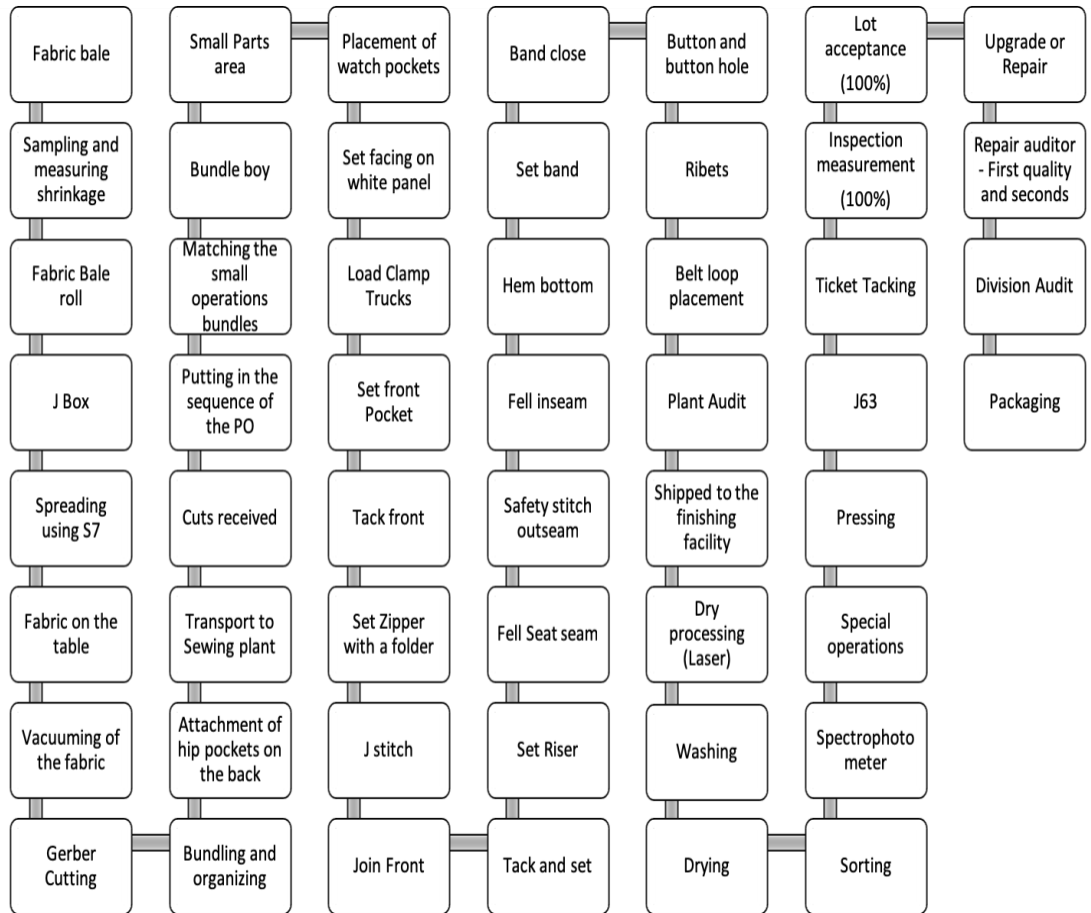 Fabric bale
Sampling and
measuring
shrinkage
Fabric Bale
roll
J Box
Spreading
using S7
Fabric on the
table
Vacuuming of
the fabric
Gerber
Cutting
Bundling and
organizing
Attachment of
hip pockets on
the back
Transport to
Sewing plant
Cuts received
Putting in the
sequence of
the PO
Matching the
small
operations
bundles
Bundle boy
Small Parts
area
Placement of
watch pockets
Set facing on
white panel
Load Clamp
Trucks
Set front
Pocket
Tack front
Set Zipper
with a folder
J stitch
Join Front
Tack and set
Set Riser
Fell Seat seam
Safety stitch
outseam
Fell inseam
Hem bottom
Set band
Band close
Button and
button hole
Ribets
Belt loop
placement
Plant Audit
Shipped to the
finishing
facility
Dry
processing
(Laser)
Washing
Drying
Sorting
Spectrophoto
meter
Special
operations
Pressing
J63
Ticket Tacking
Inspection
measurement
(100%)
Lot
acceptance
(100%)
Upgrade or
Repair
Repair auditor
- First quality
and seconds
Division Audit
Packaging